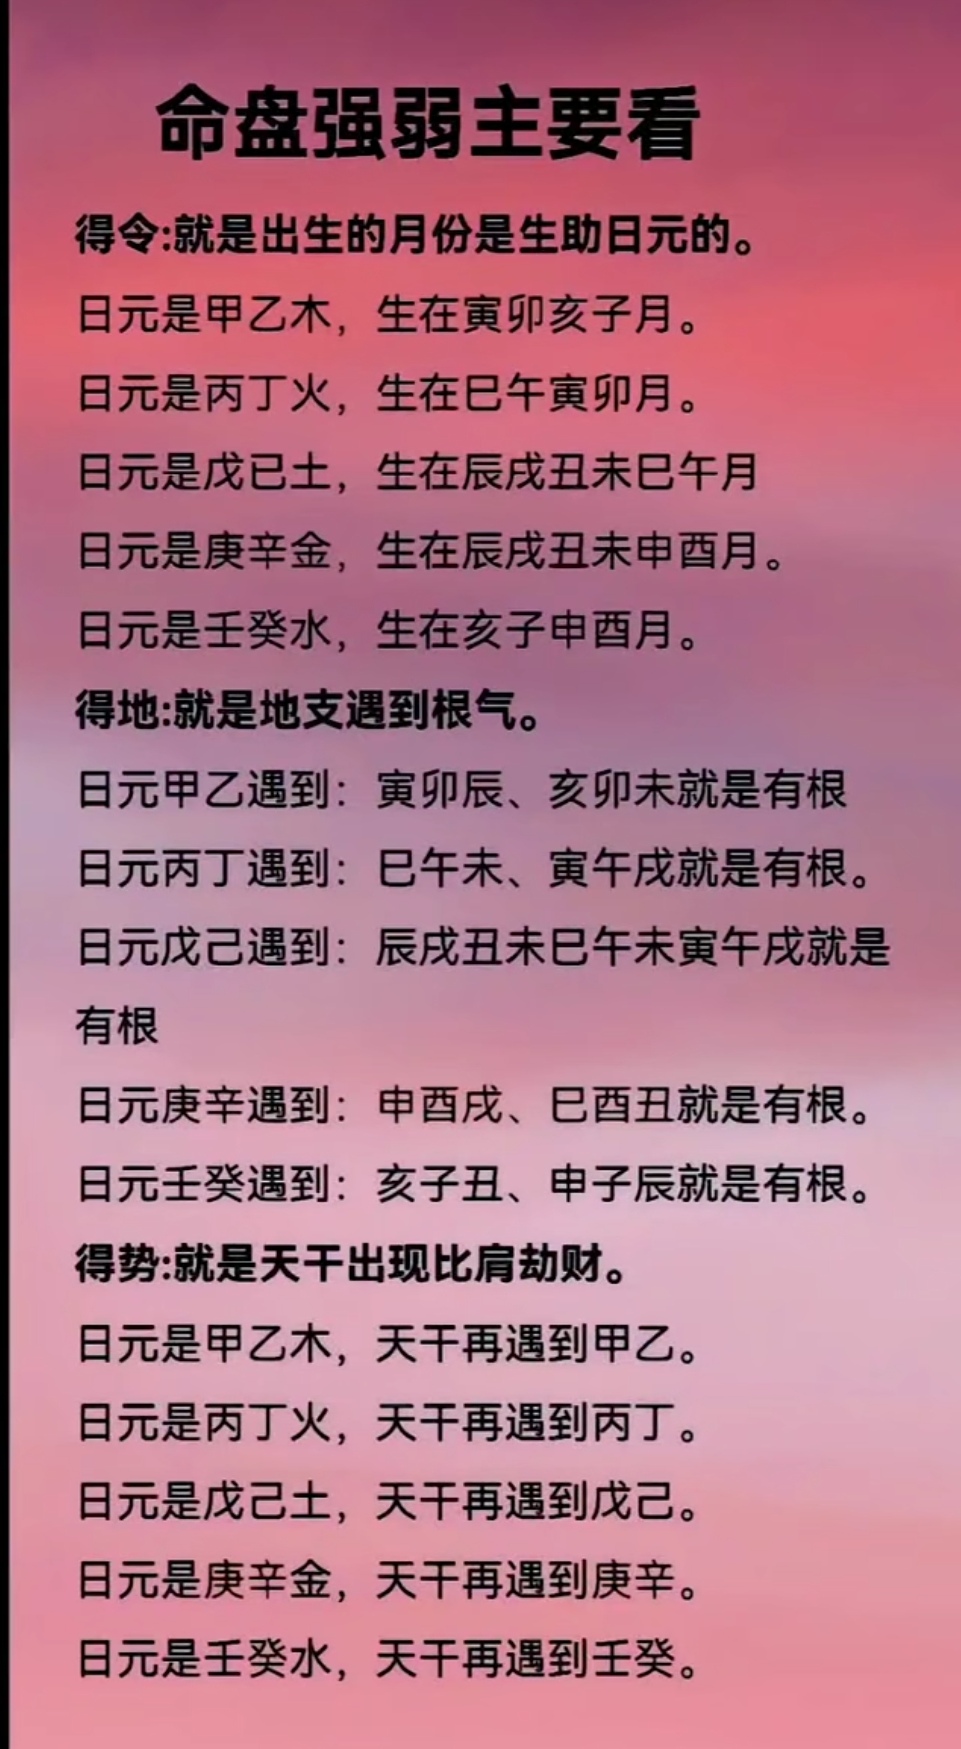 命盘强弱主要看
得令:就是出生的月份是生助日元的。
日元是甲乙木，生在寅卯亥子月。
日元是丙丁火，生在巳午寅卯月。
日元是戊已土，生在辰戌丑未巳午月
日元是庚辛金，生在辰戌丑未申酉月。
日元是壬癸水，生在亥子申酉月。
得地:就是地支遇到根气。
日元甲乙遇到：寅卯辰、亥卯未就是有根
日元丙丁遇到：巳午未、寅午戌就是有根。
日元戊己遇到：辰戌丑未巳午未寅午戌就是
有根
日元庚辛遇到：申酉戌、巳酉丑就是有根。
日元壬癸遇到：亥子丑、申子辰就是有根。
得势:就是天干出现比肩劫财。
日元是甲乙木，天干再遇到甲乙。
日元是丙丁火，天干再遇到丙丁。
日元是戊己土，天干再遇到戊己。
日元是庚辛金，天干再遇到庚辛。
日元是壬癸水，天干再遇到壬癸。